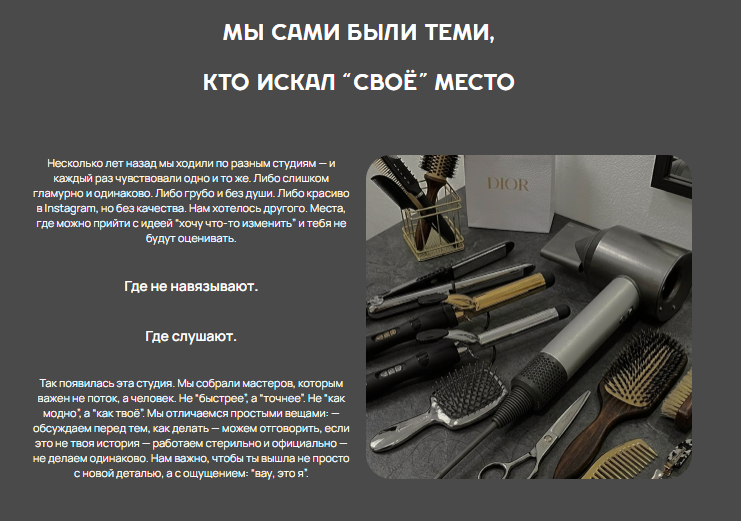 МЫ САМИ БЫЛИ ТЕМИ,
КТО ИСКАЛ “СВОЁ” МЕСТО
Несколько лет назад мы ходили по разным студиям — и
каждый раз чувствовали одно и то же. Либо слишком
гламурно и одинаково. Либо грубо и без души. Либо красиво
в Instagram, но без качества. Нам хотелось другого. Места,
где можно прийти с идеей “хочу что-то изменить” и тебя не
будут оценивать.
Где не навязывают.
Где слушают.
Так появилась эта студия. Мы собрали мастеров, которым
важен не поток, а человек. Не “быстрее”, а “точнее”. Не “как
модно”, а “как твоё”. Мы отличаемся простыми вещами: —
обсуждаем перед тем, как делать — можем отговорить, если
это не твоя история — работаем стерильно и официально —
не делаем одинаково. Нам важно, чтобы ты вышла не просто
с новой деталью, а с ощущением: “вау, это я”.
DIOR